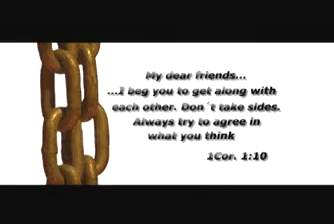 My dear friends...
...I beg you to get along with
each other. Don´t take sides.
Always try to agree in
what you think
1Cor. 1:10